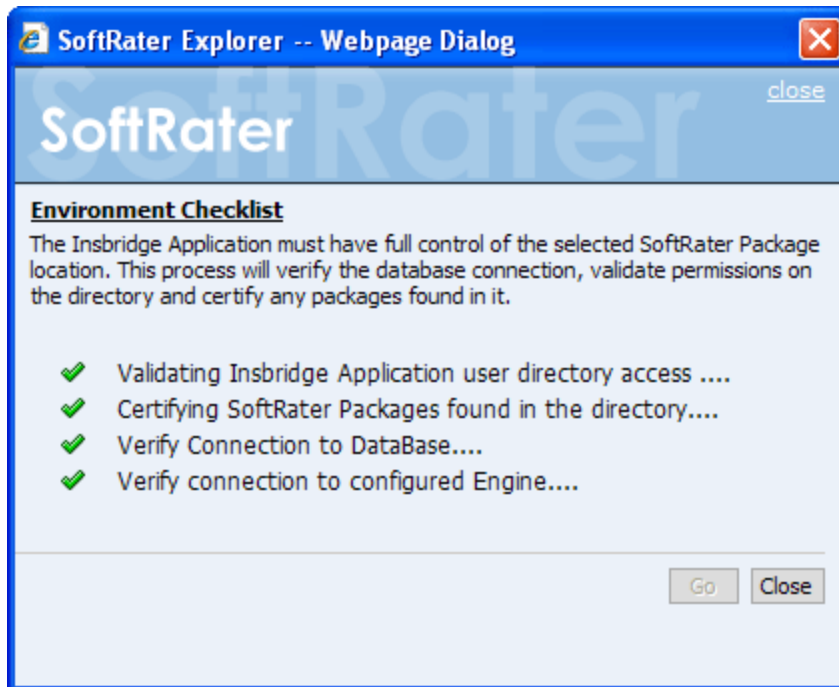 SoftRater Explorer -- Webpage Dialog
close
SoftRater
SoftRater
Environment Checklist
The Insbridge Application must have full control of the selected SoftRater Package
location. This process will verify the database connection, validate permissions on
the directory and certify any packages found in it.
Validating Insbridge Application user directory access ....
Certifying SoftRater Packages found in the directory....
Verify Connection to DataBase....
Verify connection to configured Engine....
Go
Close